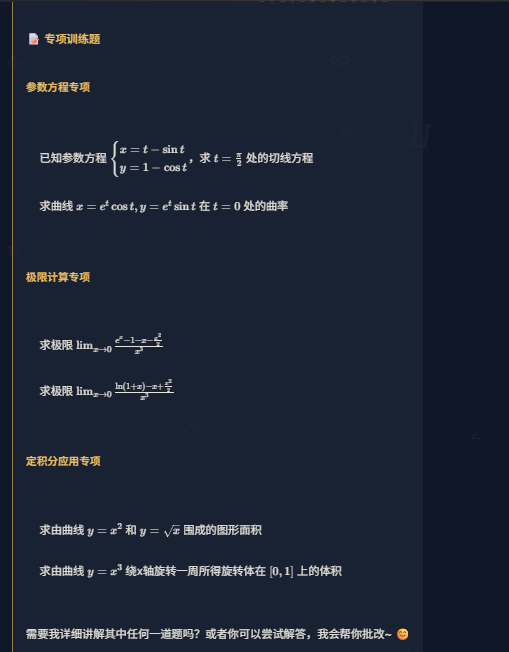 📝 专项训练题
参数方程专项
已知参数方程 { x = t − sin t  y = 1 − cos t ，求 t = π/2 处的切线方程
求曲线 x = e^t cos t, y = e^t sin t 在 t = 0 处的曲率
极限计算专项
求极限 lim_{x→0} (e^x−1−x−x^2/2)/x^3
求极限 lim_{x→0} (ln(1+x)−x+x^2/2)/x^3
定积分应用专项
求由曲线 y = x^2 和 y = √x 围成的图形面积
求由曲线 y = x^3 绕x轴旋转一周所得旋转体在 [0, 1] 上的体积
需要我详细讲解其中任何一道题吗？或者你可以尝试解答，我会帮你批改~ 😊